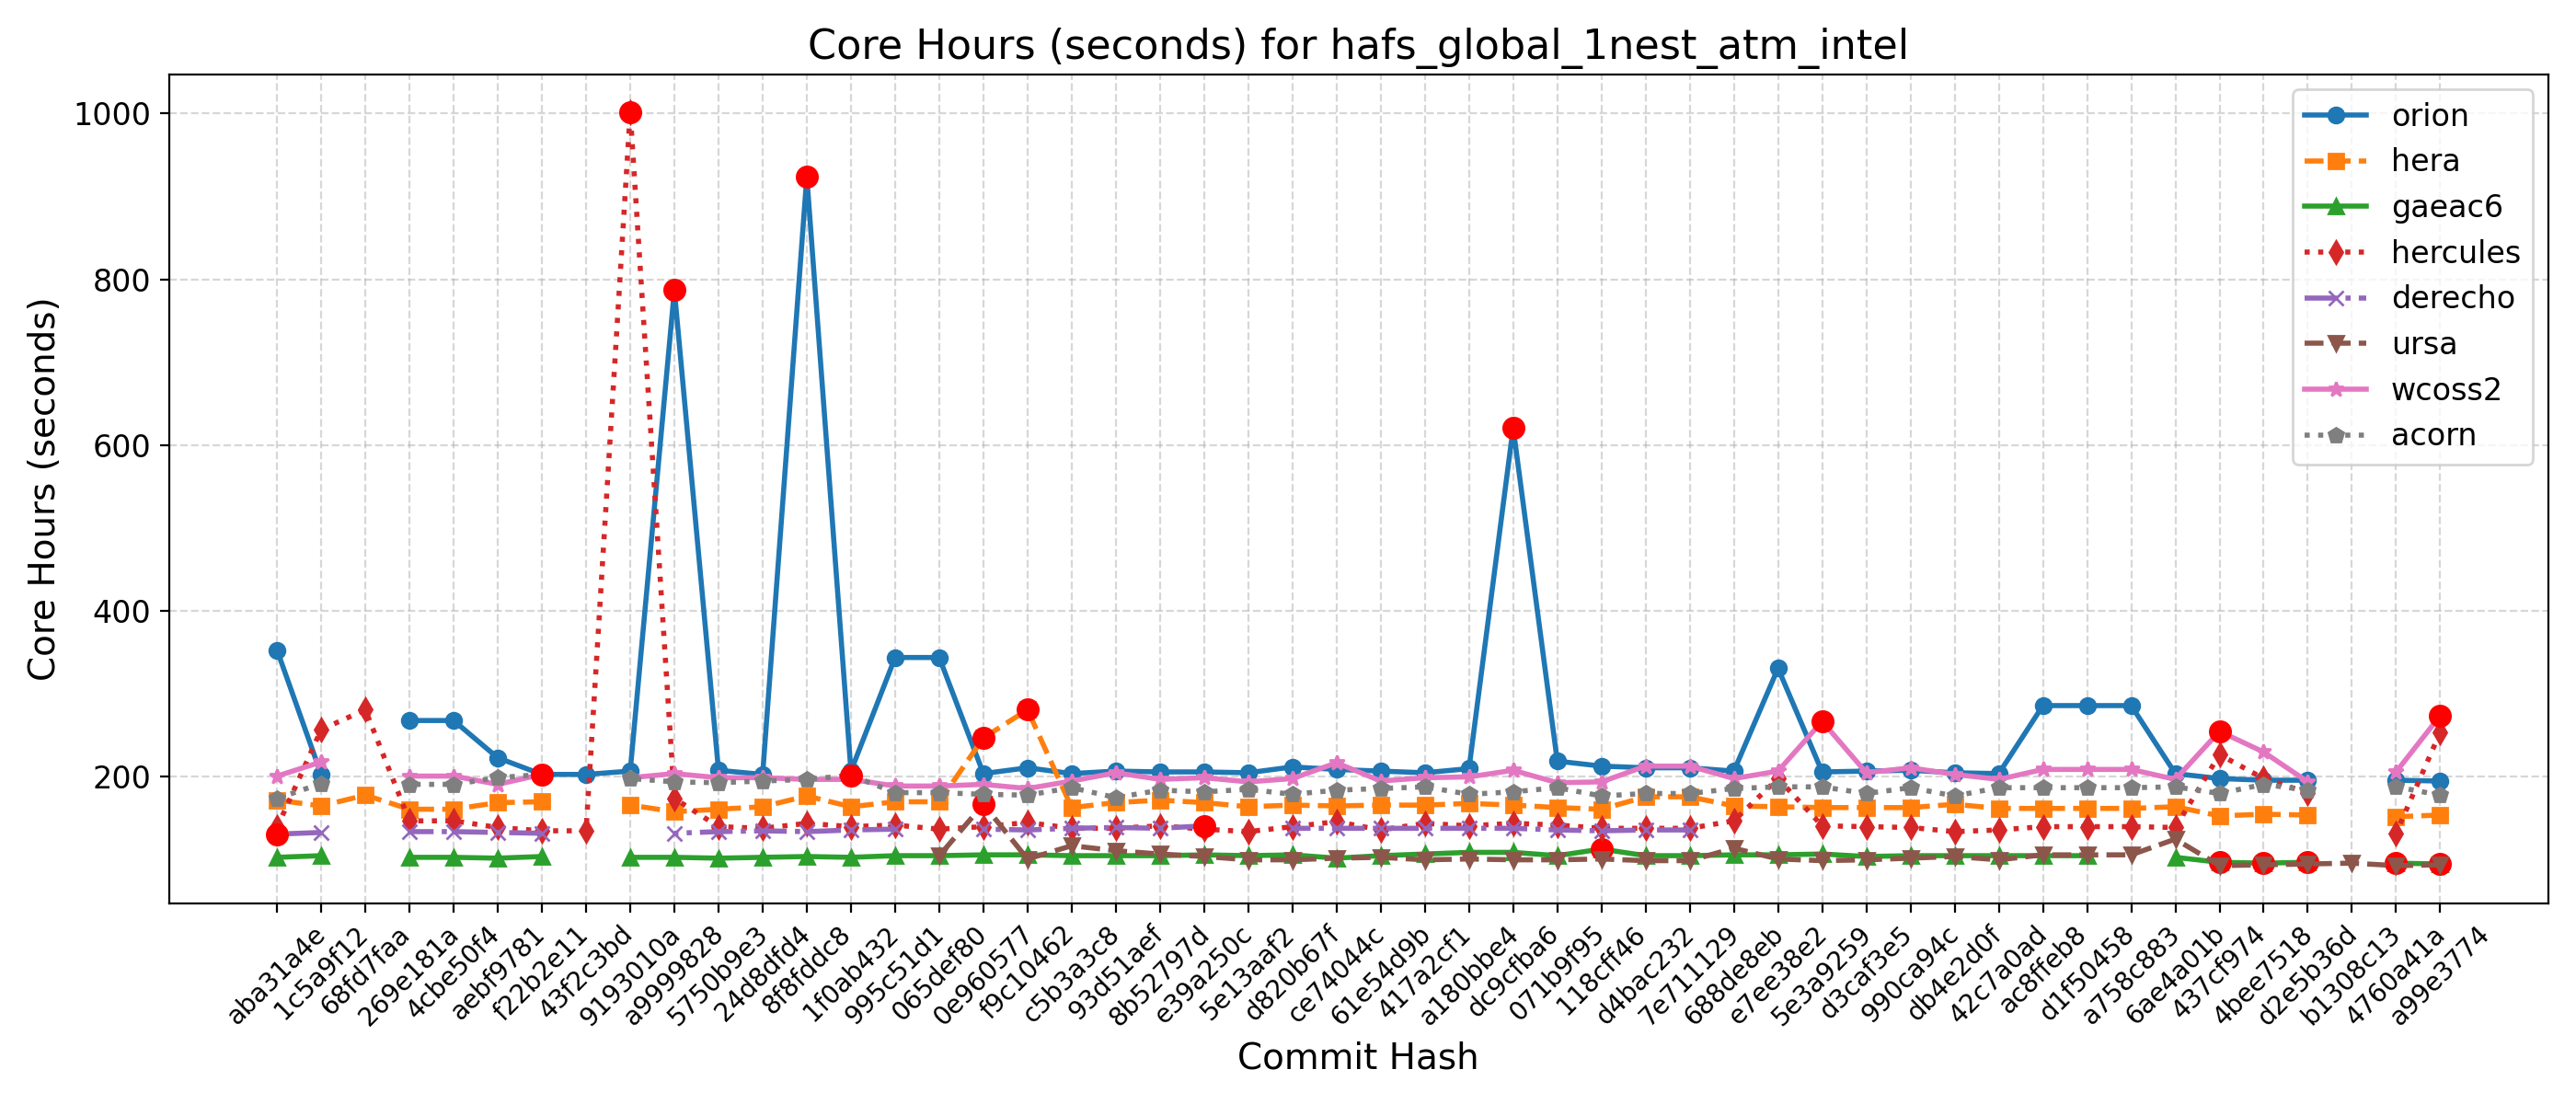 Core Hours (seconds) for hafs_global_1nest_atm_intel
Core Hours (seconds)
1000
800
600
400
200
orion
hera
gaeac6
hercules
derecho
ursa
wcoss2
acorn
aba31a4e
1c5a9f12
68fd7faa
269e181a
4cbe50f4
aebf9781
f22b2e11
43f2c3bd
9193010a
a9999828
5750b9e3
24d8dfd4
8f8fddc8
1f0ab432
995c51d1
065def80
0e960577
f9c10462
c5b3a3c8
93d51aef
8b52797d
e39a250c
5e13aaf2
d820b67f
ce74044c
61e54d9b
417a2cf1
a180bbe4
dc9cfba6
071b9f95
118cff46
d4bac232
7e711129
688de8eb
e7ee38e2
5e3a9259
d3caf3e5
990ca94c
db4e2d0f
42c7a0ad
ac8ffeb8
d1f50458
a758c883
6ae4a01b
437cf974
4bee7518
d2e5b36d
b1308c13
4760a41a
a99e3774
Commit Hash